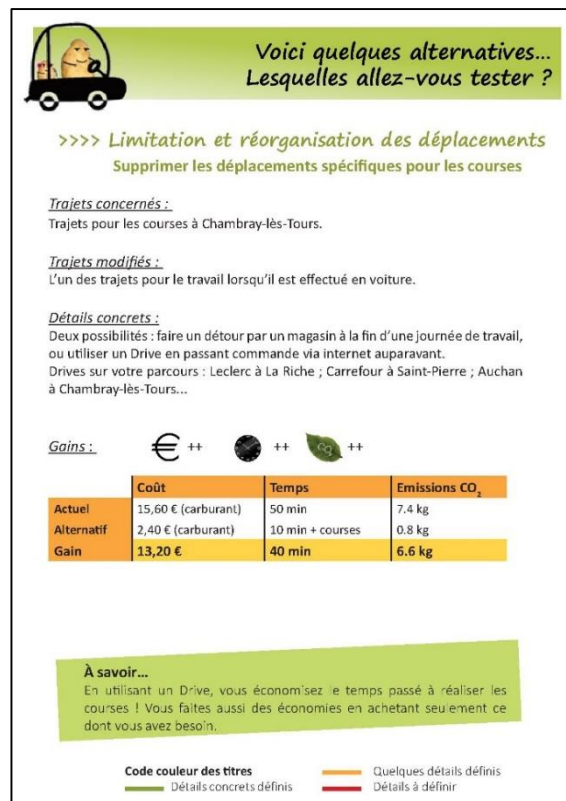 Voici quelques alternatives...
Lesquelles allez-vous tester ?
>>>> Limitation et réorganisation des déplacements
Supprimer les déplacements spécifiques pour les courses
Trajets concernés :
Trajets pour les courses à Chambray-lès-Tours.
Trajets modifiés :
L'un des trajets pour le travail lorsqu'il est effectué en voiture.
Détails concrets :
Deux possibilités : faire un détour par un magasin à la fin d'une journée de travail,
ou utiliser un Drive en passant commande via internet auparavant.
Drives sur votre parcours : Leclerc à La Riche ; Carrefour à Saint-Pierre ; Auchan
à Chambray-lès-Tours...
Gains : € ++ ++ CO₂ ++
Coût Temps Emissions CO₂
Actuel 15,60 € (carburant) 50 min 7.4 kg
Alternatif 2,40 € (carburant) 10 min + courses 0.8 kg
Gain 13,20 € 40 min 6.6 kg
À savoir...
En utilisant un Drive, vous économisez le temps passé à réaliser les
courses ! Vous faites aussi des économies en achetant seulement ce
dont vous avez besoin.
Code couleur des titres Quelques détails définis
Détails concrets définis Détails à définir